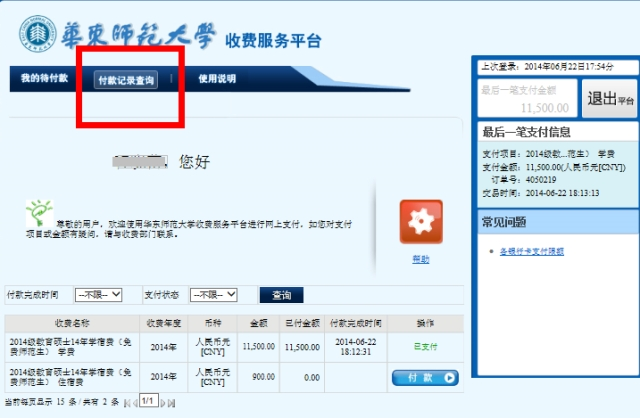 华东师范大学 收费服务平台
我的待付款 付款记录查询 | 使用说明
上次登录：2014年06月22日17:54分
最后一笔支付金额
11,500.00
退出平台
最后一笔支付信息
支付项目：2014级教...范生） 学费
支付金额：11,500.00(人民币元[CNY])
订单号：4050219
交易时间：2014-06-22 18:13:13
常见问题
各银行卡支付限额
您好
尊敬的用户，欢迎使用华东师范大学收费服务平台进行网上支付，如您对支付
项目或金额有疑问，请与收费部门联系。
帮助
付款完成时间 --不限-- 支付状态 --不限-- 查询
收费名称 收费年度 币种 金额 已付金额 付款完成时间 操作
2014级教育硕士14年学宿费（免
费师范生） 学费
2014年
人民币元
[CNY]
11,500.00
11,500.00
2014-06-22
18:12:31
已支付
2014级教育硕士14年学宿费（免
费师范生） 住宿费
2014年
人民币元
[CNY]
900.00
0.00
付 款
当前每页显示 15 条/共有 2 条 1/1